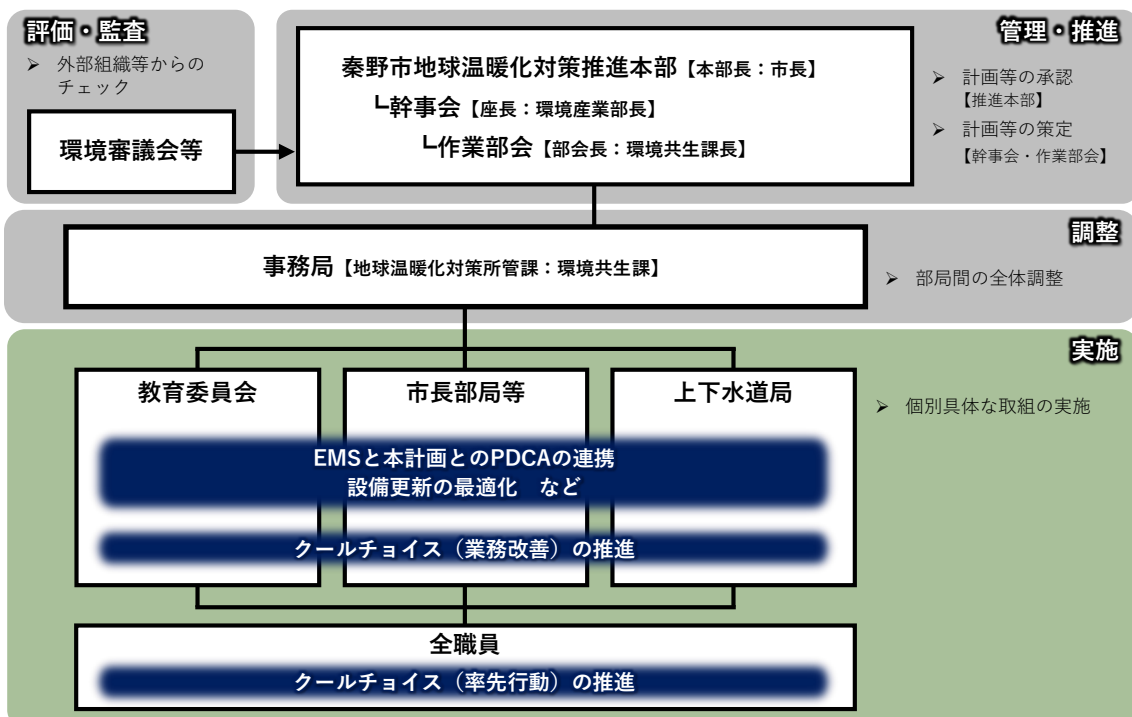 評価・監査
➢ 外部組織等からの
チェック
環境審議会等
管理・推進
秦野市地球温暖化対策推進本部【本部長：市長】
┗幹事会【座長：環境産業部長】
┗作業部会【部会長：環境共生課長】
➢ 計画等の承認
【推進本部】
➢ 計画等の策定
【幹事会・作業部会】
調整
事務局【地球温暖化対策所管課：環境共生課】
➢ 部局間の全体調整
実施
教育委員会
市長部局等
上下水道局
➢ 個別具体な取組の実施
EMSと本計画とのPDCAの連携
設備更新の最適化　など
クールチョイス（業務改善）の推進
全職員
クールチョイス（率先行動）の推進